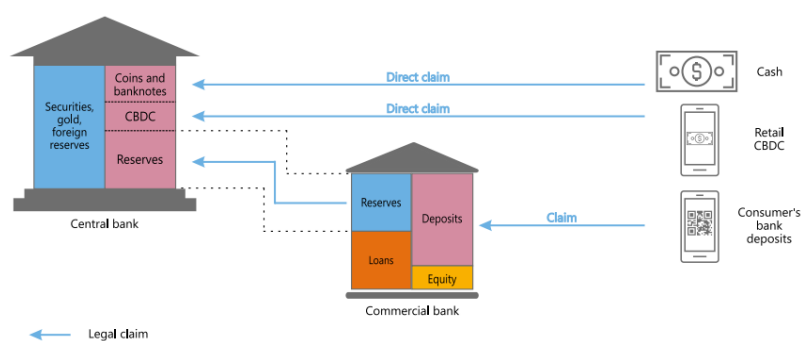 Securities,
gold,
foreign
reserves
Coins and
banknotes
CBDC
Reserves
Central bank
Direct claim
Direct claim
Cash
Retail
CBDC
Reserves
Loans
Deposits
Equity
Commercial bank
Claim
Consumer's
bank
deposits
Legal claim
$